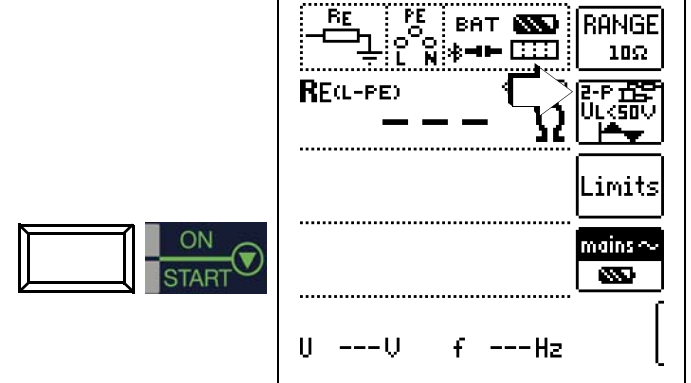 RE
PE
L N
BAT
RANGE
10Ω
RE(L-PE)
– – –
Ω
2-P
UL<50V
Limits
mains ~
ON
START
U ---V f ---Hz